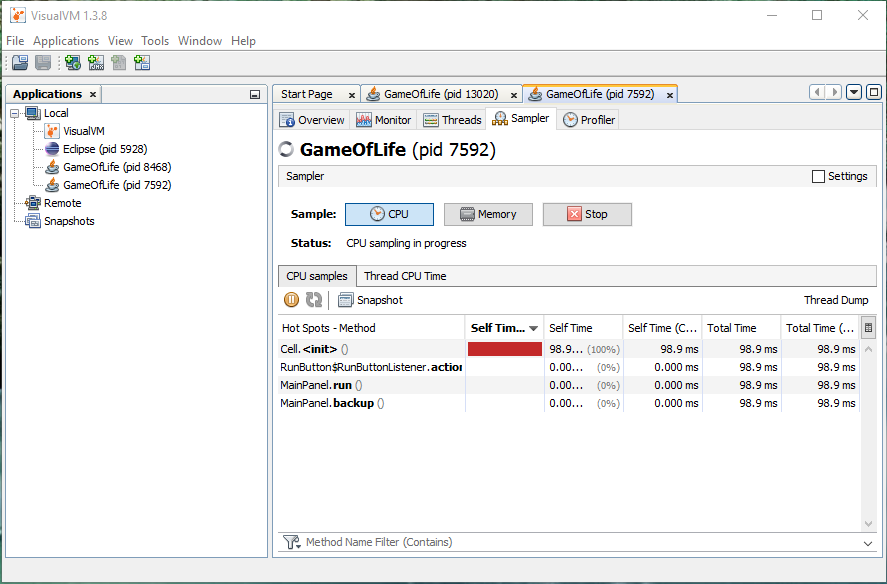 VisualVM 1.3.8
File Applications View Tools Window Help
Applications
Local
VisualVM
Eclipse (pid 5928)
GameOfLife (pid 8468)
GameOfLife (pid 7592)
Remote
Snapshots
Start Page GameOfLife (pid 13020) GameOfLife (pid 7592)
Overview Monitor Threads Sampler Profiler
GameOfLife (pid 7592)
Sampler Settings
Sample: CPU Memory Stop
Status: CPU sampling in progress
CPU samples Thread CPU Time
Snapshot Thread Dump
Hot Spots - Method Self Tim... Self Time Self Time (C... Total Time Total Time (...
Cell.<init> () 98.9... (100%) 98.9 ms 98.9 ms 98.9 ms
RunButton$RunButtonListener.action 0.00... (0%) 0.000 ms 98.9 ms 98.9 ms
MainPanel.run () 0.00... (0%) 0.000 ms 98.9 ms 98.9 ms
MainPanel.backup () 0.00... (0%) 0.000 ms 98.9 ms 98.9 ms
Method Name Filter (Contains)